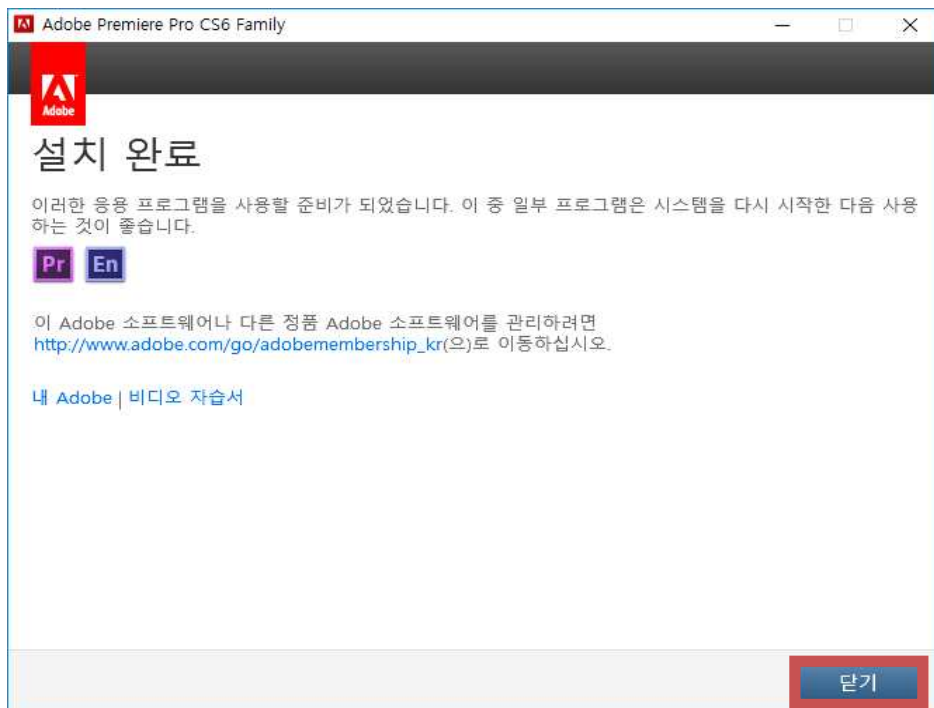 Adobe Premiere Pro CS6 Family
Adobe
설치 완료
이러한 응용 프로그램을 사용할 준비가 되었습니다. 이 중 일부 프로그램은 시스템을 다시 시작한 다음 사용
하는 것이 좋습니다.
Pr En
이 Adobe 소프트웨어나 다른 정품 Adobe 소프트웨어를 관리하려면
http://www.adobe.com/go/adobemembership_kr(으)로 이동하십시오.
내 Adobe | 비디오 자습서
닫기